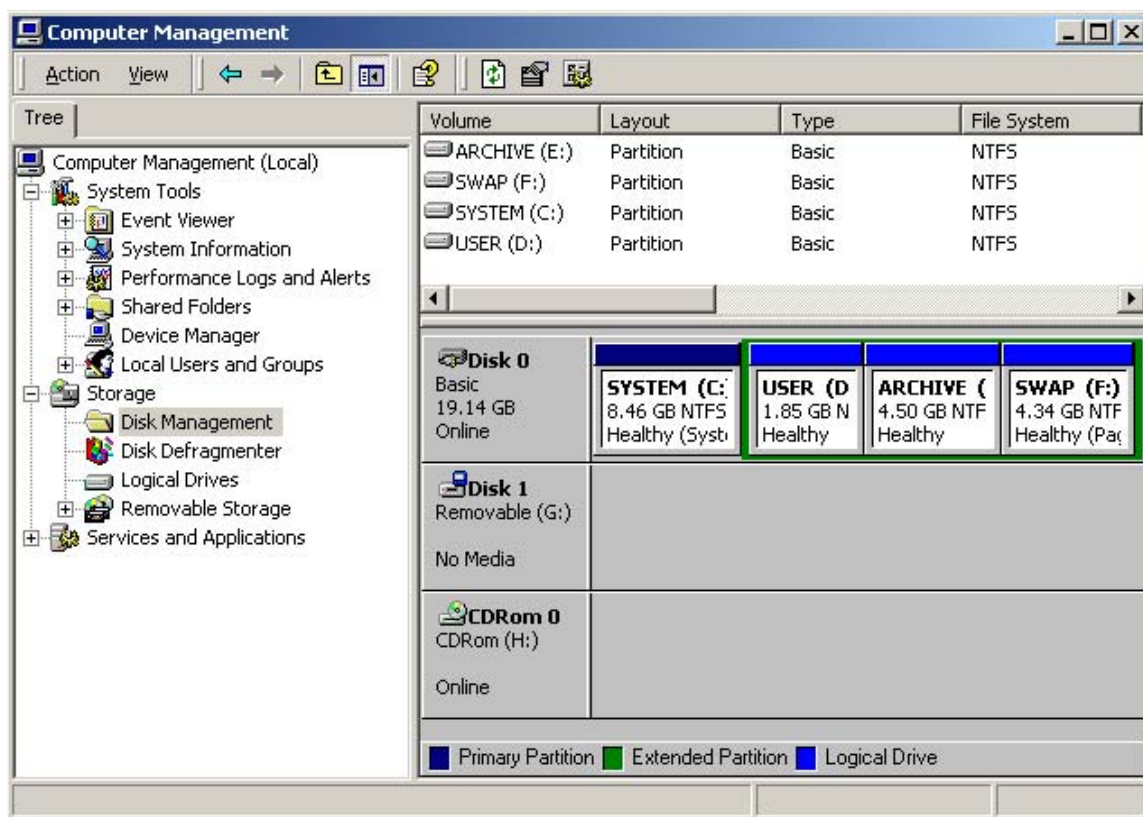 Computer Management
Action View
Tree
Computer Management (Local)
System Tools
Event Viewer
System Information
Performance Logs and Alerts
Shared Folders
Device Manager
Local Users and Groups
Storage
Disk Management
Disk Defragmenter
Logical Drives
Removable Storage
Services and Applications
Volume Layout Type File System
ARCHIVE (E:) Partition Basic NTFS
SWAP (F:) Partition Basic NTFS
SYSTEM (C:) Partition Basic NTFS
USER (D:) Partition Basic NTFS
Disk 0
Basic
19.14 GB
Online
SYSTEM (C:
8.46 GB NTFS
Healthy (Syst
USER (D
1.85 GB N
Healthy
ARCHIVE (
4.50 GB NTF
Healthy
SWAP (F:)
4.34 GB NTF
Healthy (Pag
Disk 1
Removable (G:)
No Media
CDRom 0
CDRom (H:)
Online
Primary Partition Extended Partition Logical Drive